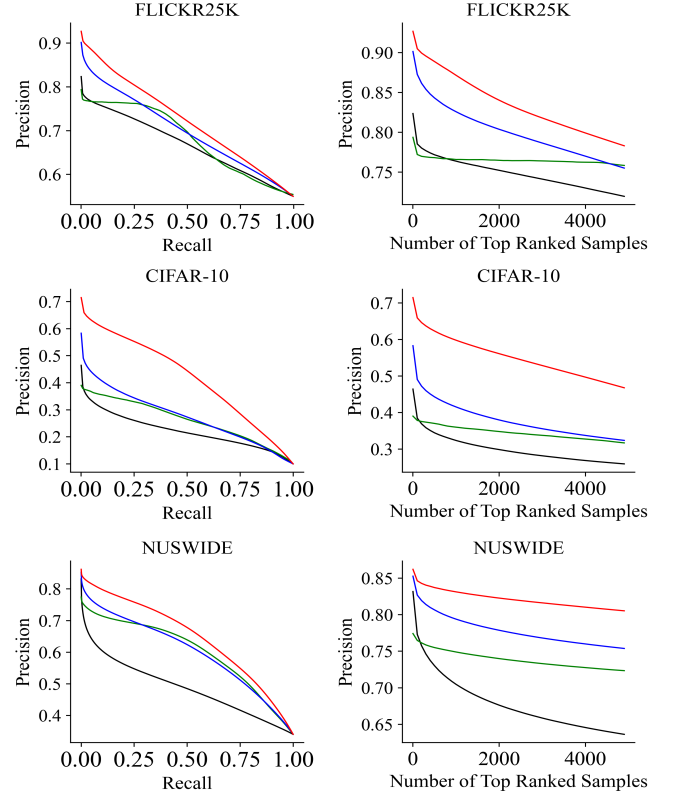 FLICKR25K
0.9
0.8
0.7
0.6
Precision
0.00 0.25 0.50 0.75 1.00
Recall
FLICKR25K
0.90
0.85
0.80
0.75
Precision
0 2000 4000
Number of Top Ranked Samples
CIFAR-10
0.7
0.6
0.5
0.4
0.3
0.2
0.1
Precision
0.00 0.25 0.50 0.75 1.00
Recall
CIFAR-10
0.7
0.6
0.5
0.4
0.3
Precision
0 2000 4000
Number of Top Ranked Samples
NUSWIDE
0.8
0.7
0.6
0.5
0.4
Precision
0.00 0.25 0.50 0.75 1.00
Recall
NUSWIDE
0.85
0.80
0.75
0.70
0.65
Precision
0 2000 4000
Number of Top Ranked Samples